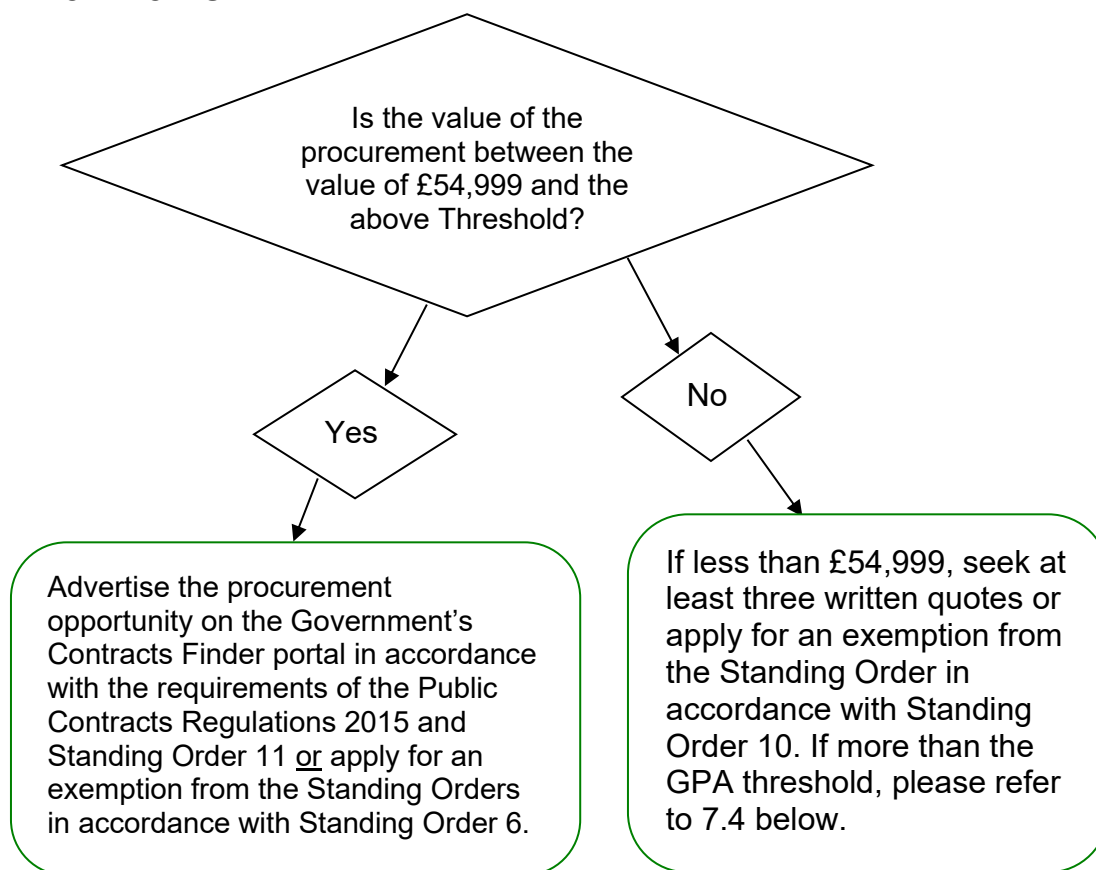 Is the value of the
procurement between the
value of £54,999 and the
above Threshold?
Yes
No
Advertise the procurement
opportunity on the Government’s
Contracts Finder portal in accordance
with the requirements of the Public
Contracts Regulations 2015 and
Standing Order 11 or apply for an
exemption from the Standing Orders
in accordance with Standing Order 6.
If less than £54,999, seek at
least three written quotes or
apply for an exemption from
the Standing Order in
accordance with Standing
Order 10. If more than the
GPA threshold, please refer
to 7.4 below.